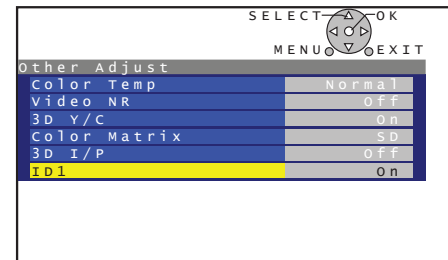 SELECT OK
MENU EXIT
Other Adjust
Color Temp Normal
Video NR Off
3D Y/C On
Color Matrix SD
3D I/P Off
ID1 On